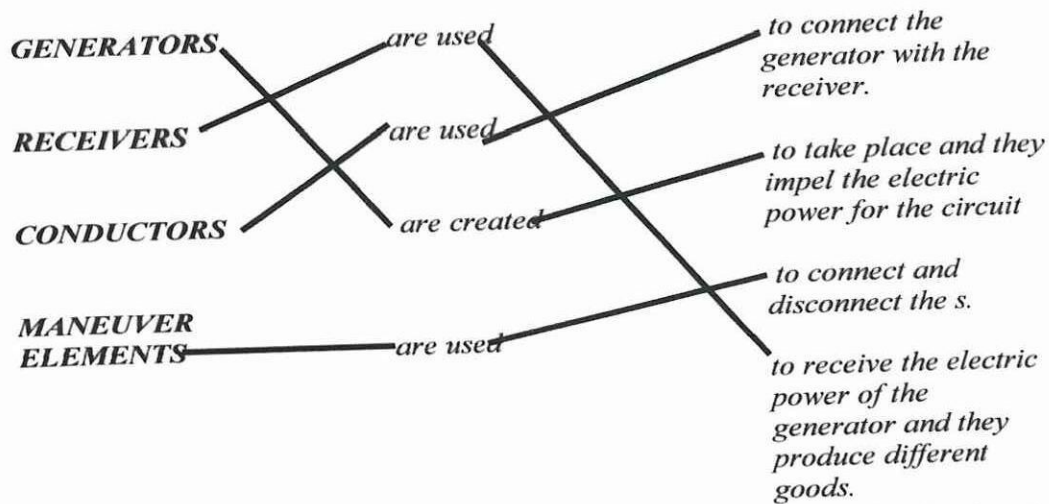 GENERATORS
RECEIVERS
CONDUCTORS
MANEUVER
ELEMENTS
are used
are used
are created
are used
to connect the
generator with the
receiver.
to take place and they
impel the electric
power for the circuit
to connect and
disconnect the s.
to receive the electric
power of the
generator and they
produce different
goods.